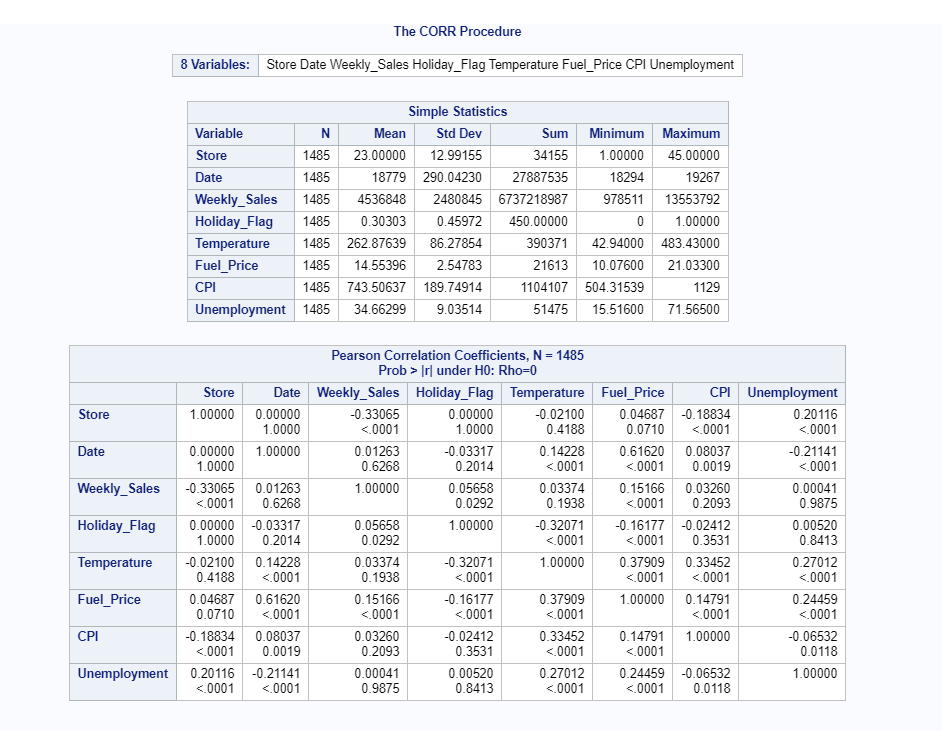 The CORR Procedure
8 Variables: Store Date Weekly_Sales Holiday_Flag Temperature Fuel_Price CPI Unemployment
Simple Statistics
Variable N Mean Std Dev Sum Minimum Maximum
Store 1485 23.00000 12.99155 34155 1.00000 45.00000
Date 1485 18779 290.04230 27887535 18294 19267
Weekly_Sales 1485 4536848 2480845 6737218987 978511 13553792
Holiday_Flag 1485 0.30303 0.45972 450.00000 0 1.00000
Temperature 1485 262.87639 86.27854 390371 42.94000 483.43000
Fuel_Price 1485 14.55396 2.54783 21613 10.07600 21.03300
CPI 1485 743.50637 189.74914 1104107 504.31539 1129
Unemployment 1485 34.66299 9.03514 51475 15.51600 71.56500
Pearson Correlation Coefficients, N = 1485
Prob > |r| under H0: Rho=0
Store Date Weekly_Sales Holiday_Flag Temperature Fuel_Price CPI Unemployment
Store 1.00000 0.00000 -0.33065 0.00000 -0.02100 0.04687 -0.18834 0.20116
1.0000 <.0001 1.0000 0.4188 0.0710 <.0001 <.0001
Date 0.00000 1.00000 0.01263 -0.03317 0.14228 0.61620 0.08037 -0.21141
1.0000 0.6268 0.2014 <.0001 <.0001 0.0019 <.0001
Weekly_Sales -0.33065 0.01263 1.00000 0.05658 0.03374 0.15166 0.03260 0.00041
<.0001 0.6268 0.0292 0.1938 <.0001 0.2093 0.9875
Holiday_Flag 0.00000 -0.03317 0.05658 1.00000 -0.32071 -0.16177 -0.02412 0.00520
1.0000 0.2014 0.0292 <.0001 <.0001 0.3531 0.8413
Temperature -0.02100 0.14228 0.03374 -0.32071 1.00000 0.37909 0.33452 0.27012
0.4188 <.0001 0.1938 <.0001 <.0001 <.0001 <.0001
Fuel_Price 0.04687 0.61620 0.15166 -0.16177 0.37909 1.00000 0.14791 0.24459
0.0710 <.0001 <.0001 <.0001 <.0001 <.0001 <.0001
CPI -0.18834 0.08037 0.03260 -0.02412 0.33452 0.14791 1.00000 -0.06532
<.0001 0.0019 0.2093 0.3531 <.0001 <.0001 0.0118
Unemployment 0.20116 -0.21141 0.00041 0.00520 0.27012 0.24459 -0.06532 1.00000
<.0001 <.0001 0.9875 0.8413 <.0001 <.0001 0.0118